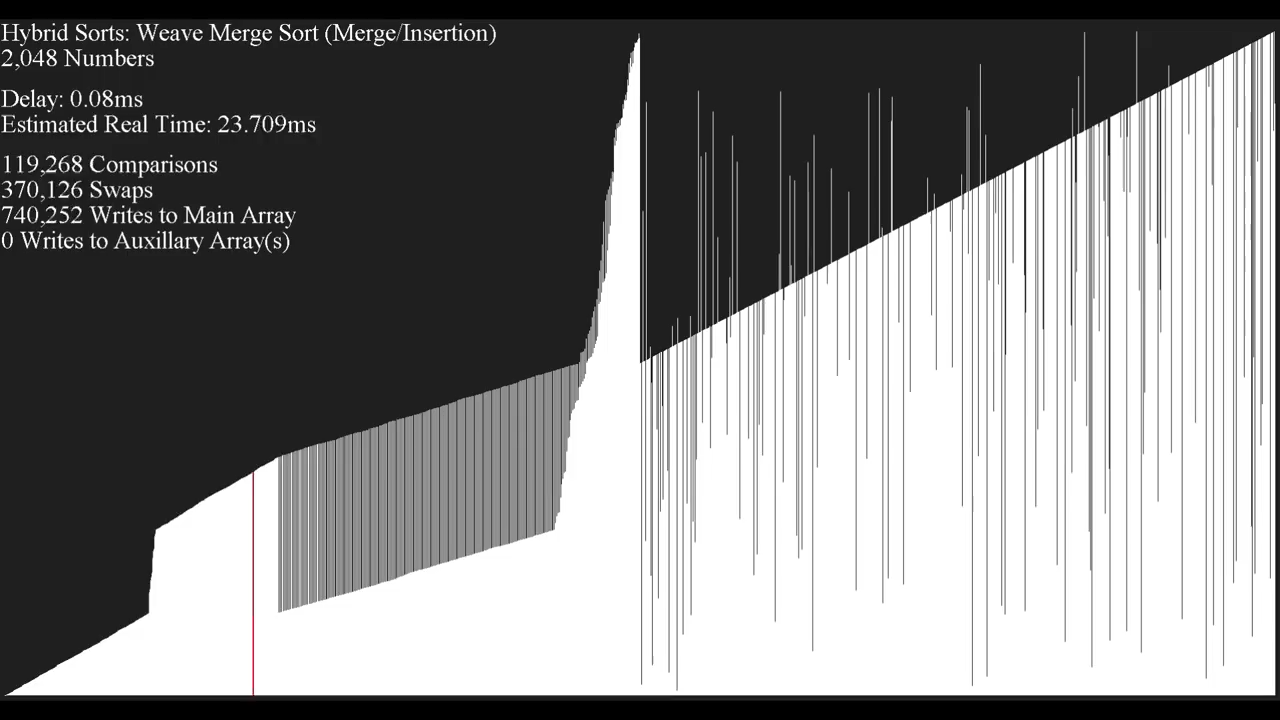 Hybrid Sorts: Weave Merge Sort (Merge/Insertion)
2,048 Numbers
Delay: 0.08ms
Estimated Real Time: 23.709ms
119,268 Comparisons
370,126 Swaps
740,252 Writes to Main Array
0 Writes to Auxillary Array(s)